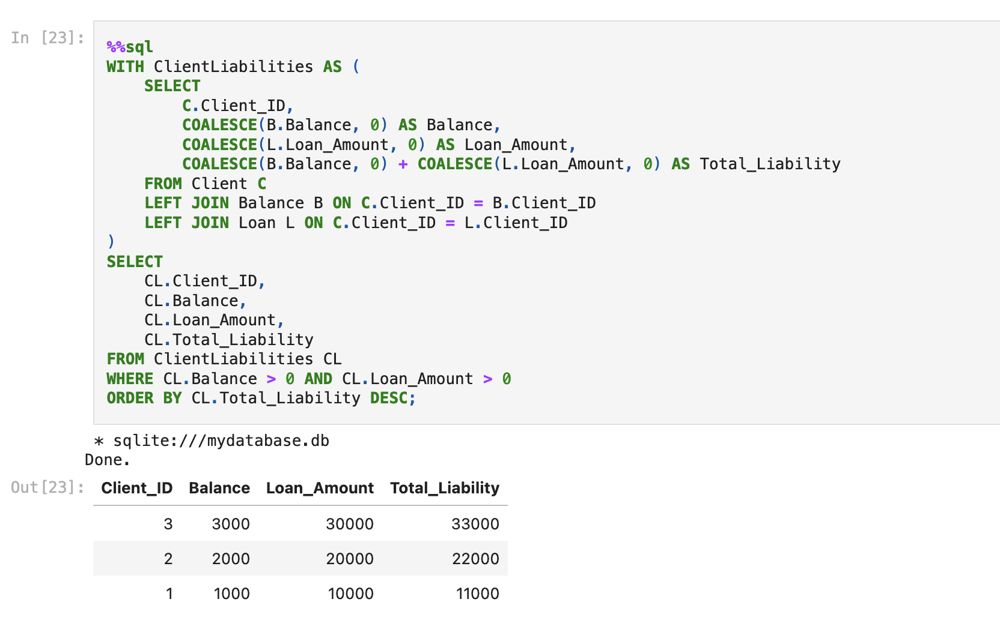 In [23]:
%%sql
WITH ClientLiabilities AS (
    SELECT
        C.Client_ID,
        COALESCE(B.Balance, 0) AS Balance,
        COALESCE(L.Loan_Amount, 0) AS Loan_Amount,
        COALESCE(B.Balance, 0) + COALESCE(L.Loan_Amount, 0) AS Total_Liability
    FROM Client C
    LEFT JOIN Balance B ON C.Client_ID = B.Client_ID
    LEFT JOIN Loan L ON C.Client_ID = L.Client_ID
)
SELECT
    CL.Client_ID,
    CL.Balance,
    CL.Loan_Amount,
    CL.Total_Liability
FROM ClientLiabilities CL
WHERE CL.Balance > 0 AND CL.Loan_Amount > 0
ORDER BY CL.Total_Liability DESC;
 * sqlite:///mydatabase.db
Done.
Out[23]: Client_ID Balance Loan_Amount Total_Liability
3 3000 30000 33000
2 2000 20000 22000
1 1000 10000 11000